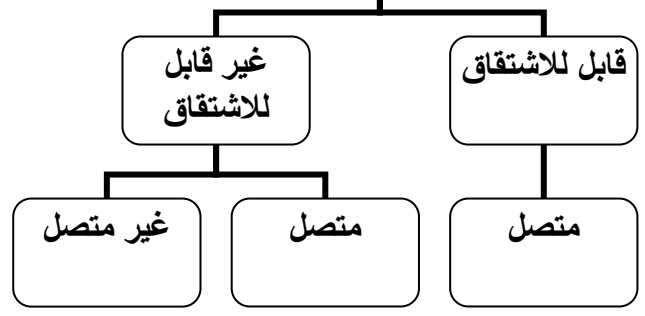 قابل للاشتقاق
غير قابل
للاشتقاق
متصل
متصل
غير متصل